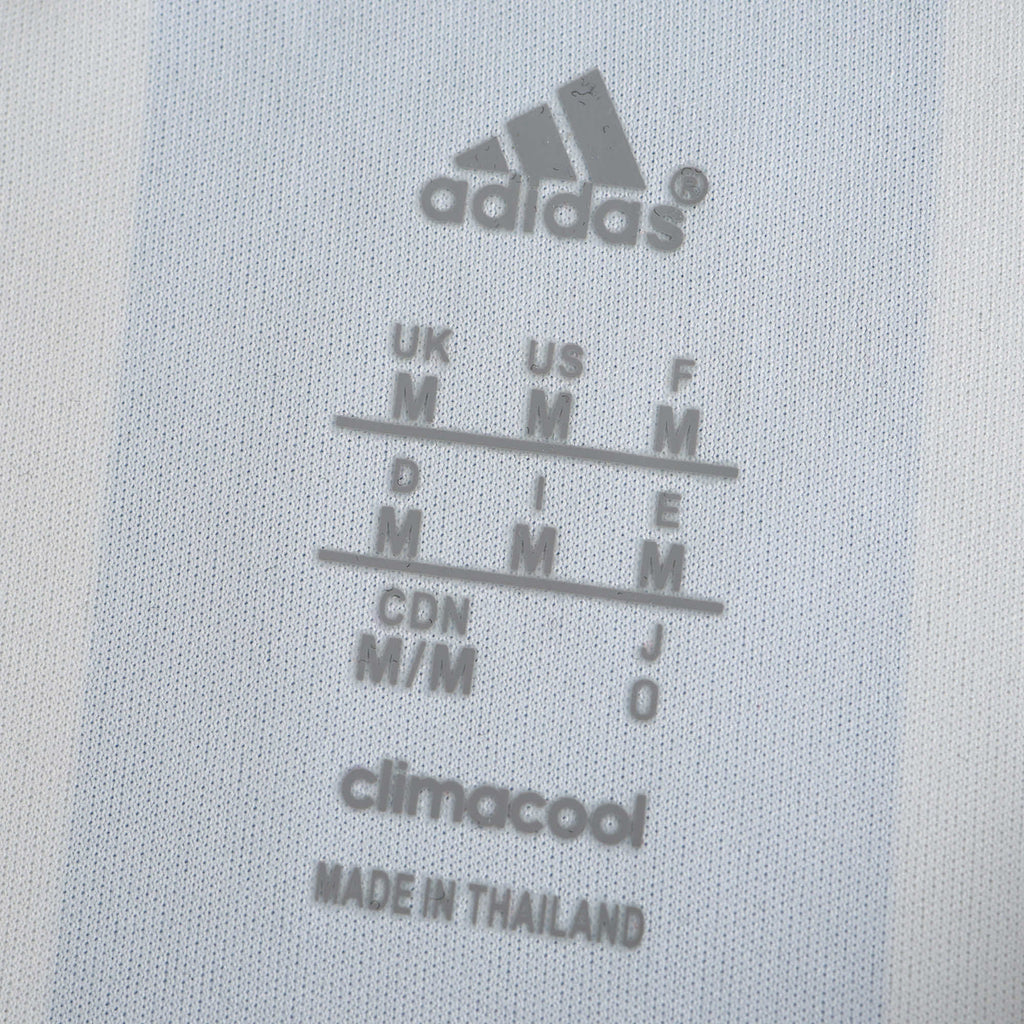 adidas®
UK US F
M M M
D I E
M M M
CDN J
M/M O
climacool
MADE IN THAILAND